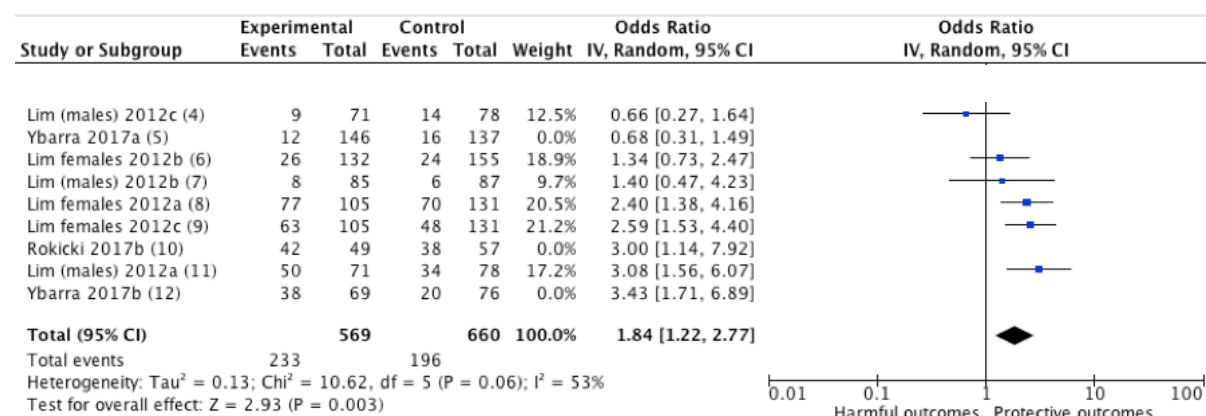 Experimental Control Odds Ratio Odds Ratio
Study or Subgroup Events Total Events Total Weight IV, Random, 95% CI IV, Random, 95% CI
Lim (males) 2012c (4) 9 71 14 78 12.5% 0.66 [0.27, 1.64]
Ybarra 2017a (5) 12 146 16 137 0.0% 0.68 [0.31, 1.49]
Lim females 2012b (6) 26 132 24 155 18.9% 1.34 [0.73, 2.47]
Lim (males) 2012b (7) 8 85 6 87 9.7% 1.40 [0.47, 4.23]
Lim females 2012a (8) 77 105 70 131 20.5% 2.40 [1.38, 4.16]
Lim females 2012c (9) 63 105 48 131 21.2% 2.59 [1.53, 4.40]
Rokicki 2017b (10) 42 49 38 57 0.0% 3.00 [1.14, 7.92]
Lim (males) 2012a (11) 50 71 34 78 17.2% 3.08 [1.56, 6.07]
Ybarra 2017b (12) 38 69 20 76 0.0% 3.43 [1.71, 6.89]
Total (95% CI) 569 660 100.0% 1.84 [1.22, 2.77]
Total events 233 196
Heterogeneity: Tau² = 0.13; Chi² = 10.62, df = 5 (P = 0.06); I² = 53%
Test for overall effect: Z = 2.93 (P = 0.003)
0.01 0.1 1 10 100
Harmful outcomes Protective outcomes